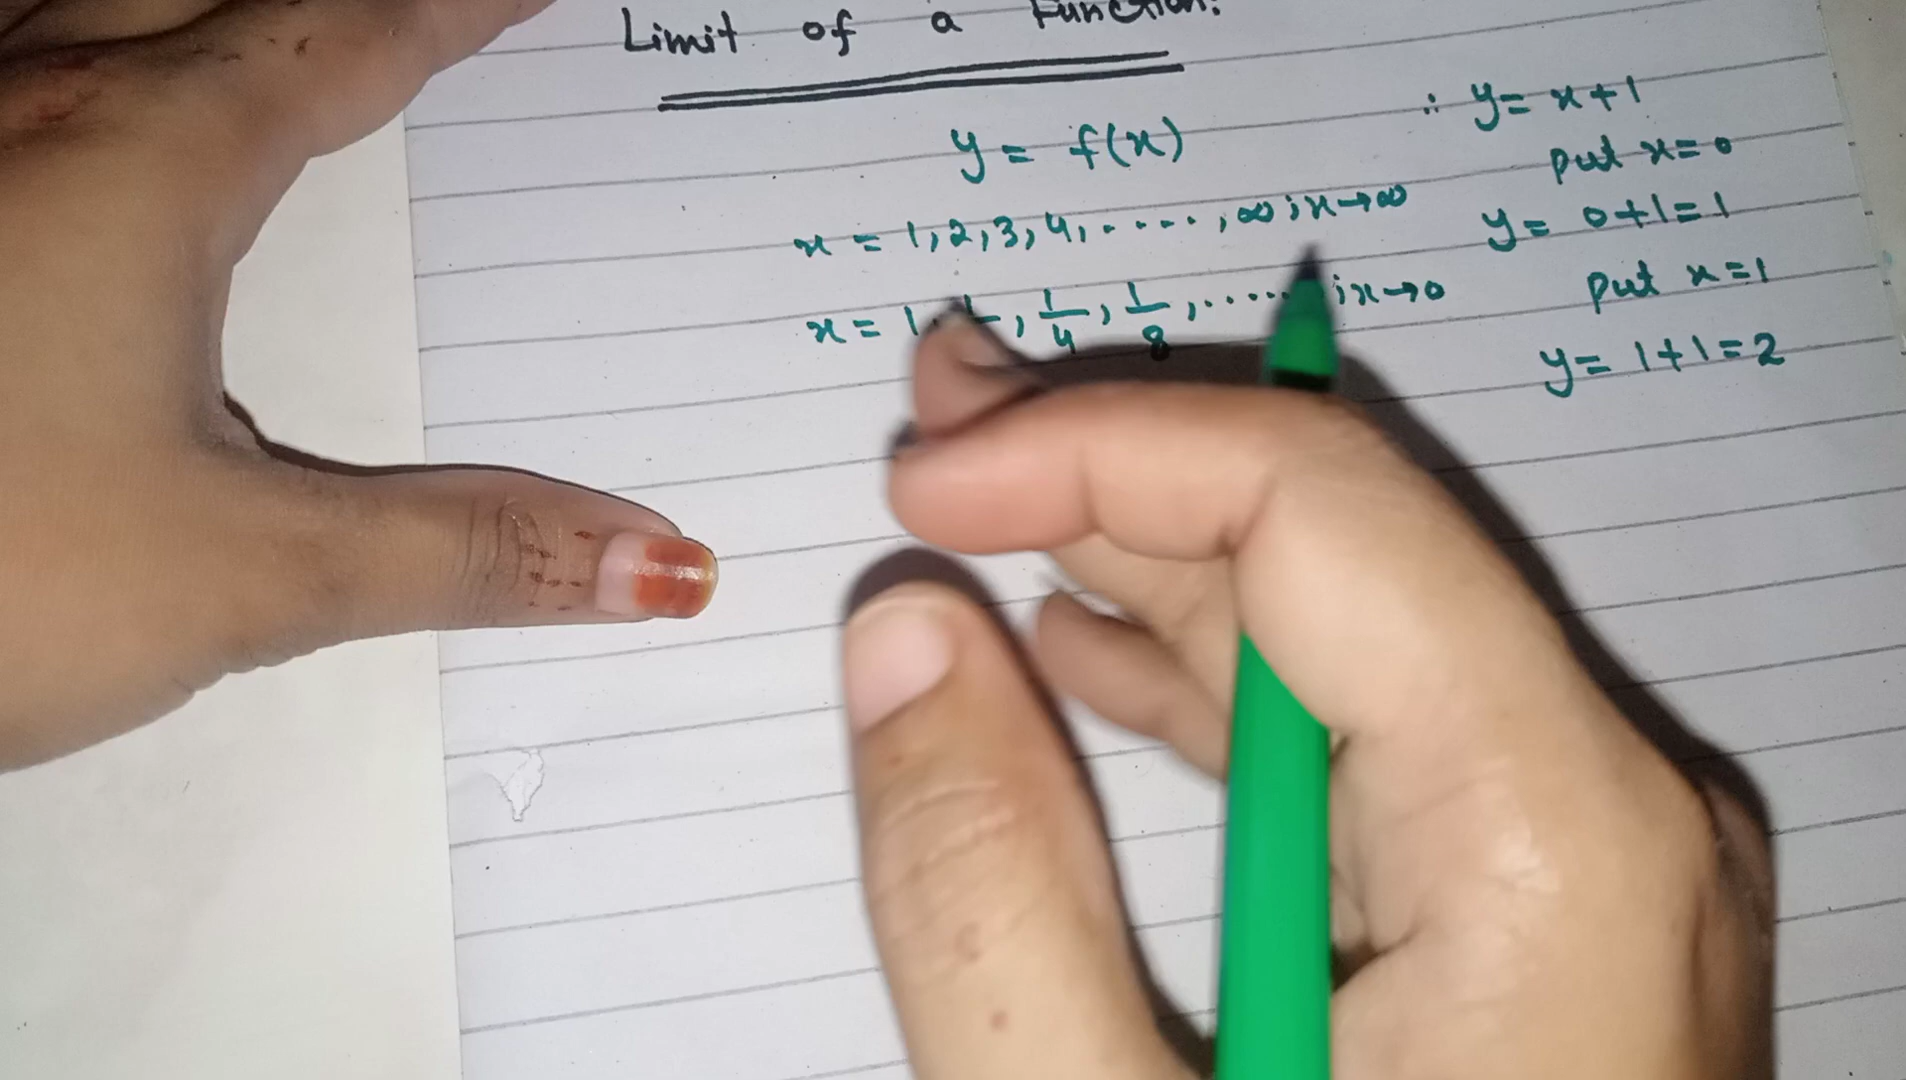 Limit of a Function:
y = f(x)
x = 1, 2, 3, 4, ....., ∞ ; x→∞
x = 1, , 1/4, 1/8, ..... ; x→0
∴ y = x+1
put x=0
y = 0+1=1
put x=1
y = 1+1=2